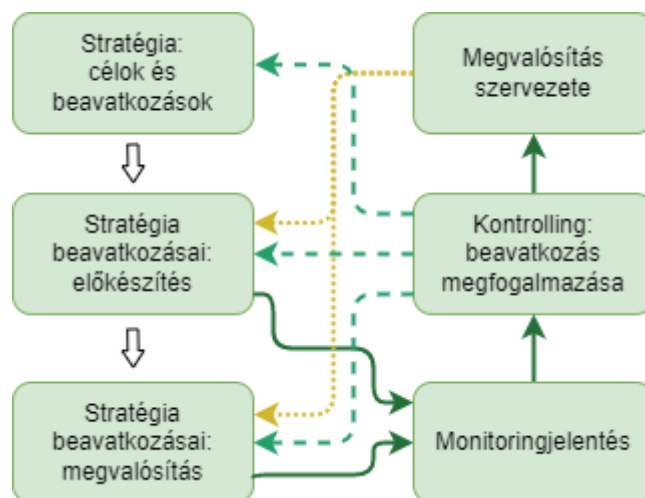 Stratégia:
célok és
beavatkozások
Megvalósítás
szervezete
Stratégia
beavatkozásai:
előkészítés
Kontrolling:
beavatkozás
megfogalmazása
Stratégia
beavatkozásai:
megvalósítás
Monitoringjelentés